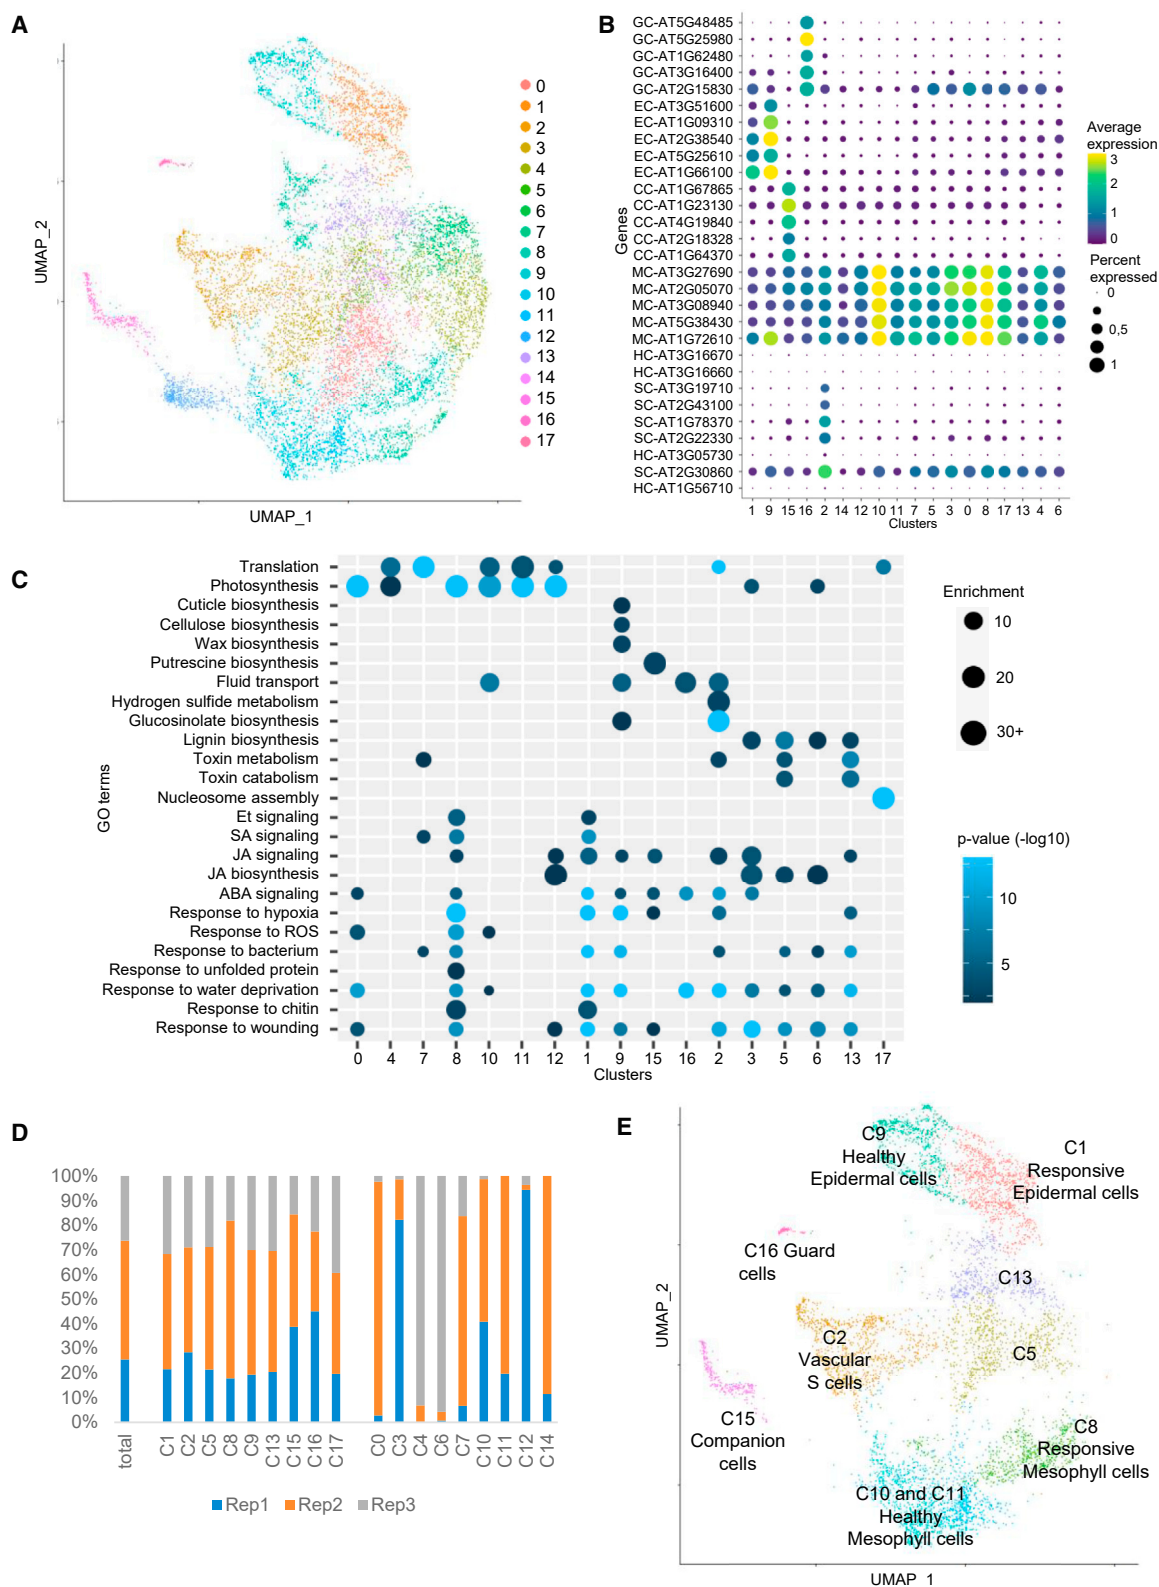 A
UMAP_2
UMAP_1
0
1
2
3
4
5
6
7
8
9
10
11
12
13
14
15
16
17
B
Genes
GC-AT5G48485
GC-AT5G25980
GC-AT1G62480
GC-AT3G16400
GC-AT2G15830
EC-AT3G51600
EC-AT1G09310
EC-AT2G38540
EC-AT5G25610
EC-AT1G66100
CC-AT1G67865
CC-AT1G23130
CC-AT4G19840
CC-AT2G18328
CC-AT1G64370
MC-AT3G27690
MC-AT2G05070
MC-AT3G08940
MC-AT5G38430
MC-AT1G72610
HC-AT3G16670
HC-AT3G16660
SC-AT3G19710
SC-AT2G43100
SC-AT1G78370
SC-AT2G22330
HC-AT3G05730
SC-AT2G30860
HC-AT1G56710
1 9 15 16 2 14 12 10 11 7 5 3 0 8 17 13 4 6
Clusters
Average
expression
3
2
1
0
Percent
expressed
0
0,5
1
C
GO terms
Translation
Photosynthesis
Cuticle biosynthesis
Cellulose biosynthesis
Wax biosynthesis
Putrescine biosynthesis
Fluid transport
Hydrogen sulfide metabolism
Glucosinolate biosynthesis
Lignin biosynthesis
Toxin metabolism
Toxin catabolism
Nucleosome assembly
Et signaling
SA signaling
JA signaling
JA biosynthesis
ABA signaling
Response to hypoxia
Response to ROS
Response to bacterium
Response to unfolded protein
Response to water deprivation
Response to chitin
Response to wounding
0 4 7 8 10 11 12 1 9 15 16 2 3 5 6 13 17
Clusters
Enrichment
10
20
30+
p-value (-log10)
10
5
D
100%
90%
80%
70%
60%
50%
40%
30%
20%
10%
0%
total C1 C2 C5 C8 C9 C13 C15 C16 C17 C0 C3 C4 C6 C7 C10 C11 C12 C14
Rep1 Rep2 Rep3
E
UMAP_2
C9
Healthy
Epidermal cells
C1
Responsive
Epidermal cells
C16 Guard
cells
C13
C2
Vascular
S cells
C5
C15
Companion
cells
C8
Responsive
Mesophyll cells
C10 and C11
Healthy
Mesophyll cells
UMAP_1